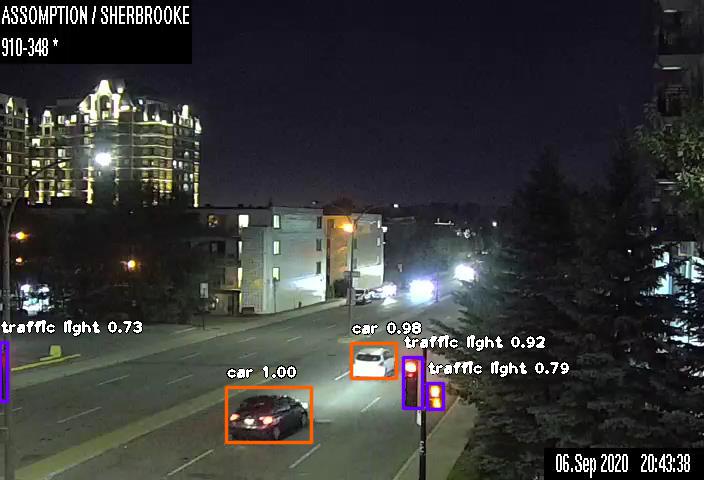 ASSOMPTION / SHERBROOKE
910-348 *
traffic light 0.73
car 0.98
traffic light 0.92
traffic light 0.79
car 1.00
06.Sep 2020 20:43:38